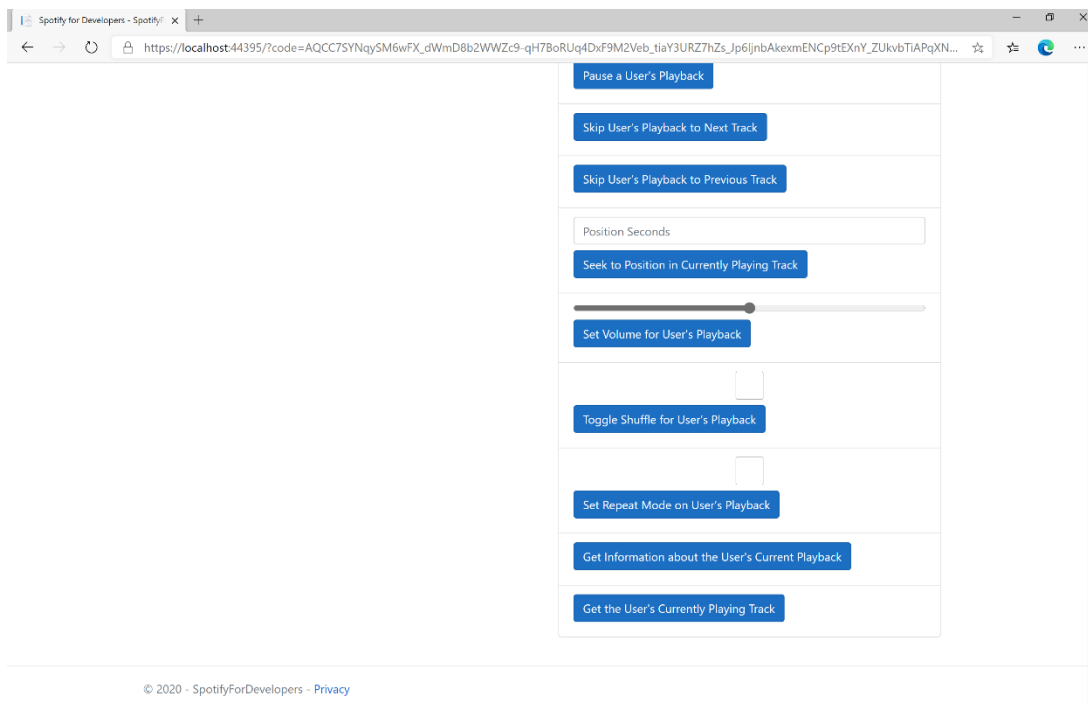 Spotify for Developers - Spotify
https://localhost:44395/?code=AQCC7SYNqySM6wFX_dWmD8b2WWZc9-qH7BoRUq4DxF9M2Veb_tiaY3URZ7hZs_Jp6IjnbAkexmENCp9tEXnY_ZUkvbTiAPqXN...
Pause a User's Playback
Skip User's Playback to Next Track
Skip User's Playback to Previous Track
Position Seconds
Seek to Position in Currently Playing Track
Set Volume for User's Playback
Toggle Shuffle for User's Playback
Set Repeat Mode on User's Playback
Get Information about the User's Current Playback
Get the User's Currently Playing Track
© 2020 - SpotifyForDevelopers - Privacy